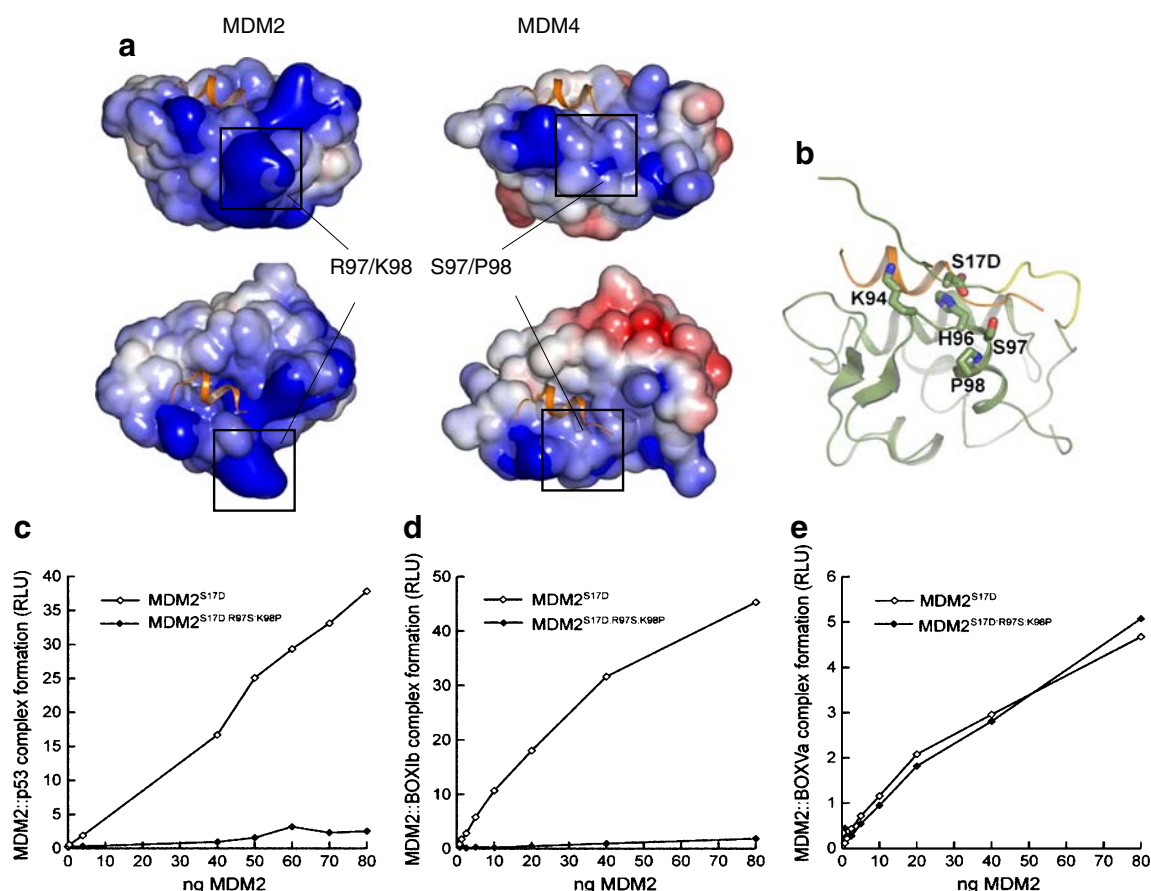 MDM2
MDM4
a
R97/K98
S97/P98
b
S17D
K94
H96
S97
P98
c
MDM2::p53 complex formation (RLU)
40
35
30
25
20
15
10
5
0
MDM2S17D
MDM2S17D:R97S:K98P
0 10 20 30 40 50 60 70 80
ng MDM2
d
MDM2::BOXIb complex formation (RLU)
50
40
30
20
10
0
MDM2S17D
MDM2S17D:R97S:K98P
0 10 20 30 40 50 60 70 80
ng MDM2
e
MDM2::BOXVa complex formation (RLU)
6
5
4
3
2
1
0
MDM2S17D
MDM2S17D:R97S:K98P
0 10 20 30 40 50 60 70 80
ng MDM2